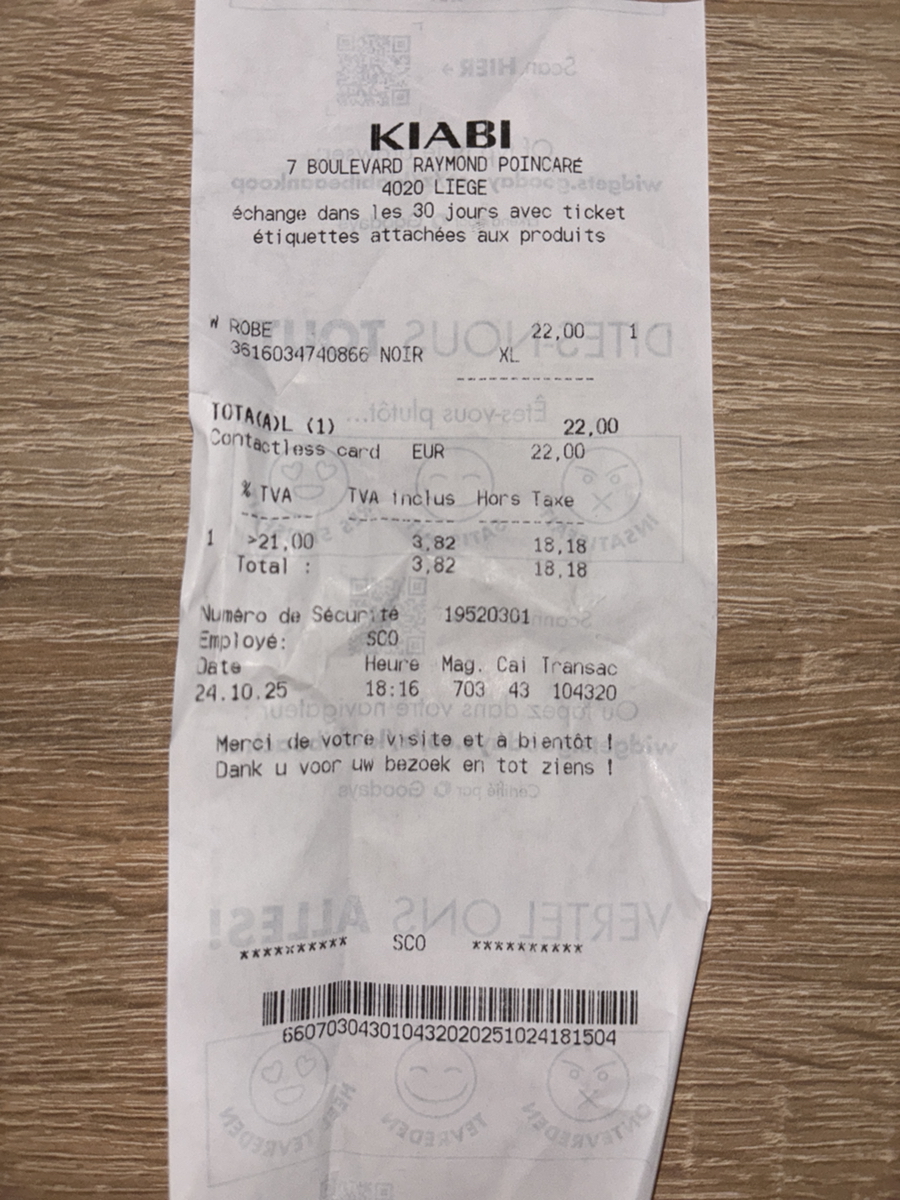 KIABI
7 BOULEVARD RAYMOND POINCARÉ
4020 LIEGE
échange dans les 30 jours avec ticket
étiquettes attachées aux produits
N ROBE 22,00 1
3616034740866 NOIR XL
--------------
TOTA(A)L (1) 22,00
Contactless card EUR 22,00
% TVA TVA inclus Hors Taxe
------- ----------- -----------
1 >21,00 3,82 18,18
Total : 3,82 18,18
Numéro de Sécurité 19520301
Employé: SCO
Date Heure Mag. Cai Transac
24.10.25 18:16 703 43 104320
Merci de votre visite et à bientôt !
Dank u voor uw bezoek en tot ziens !
********** SCO **********
6607030430104320202510241815​04